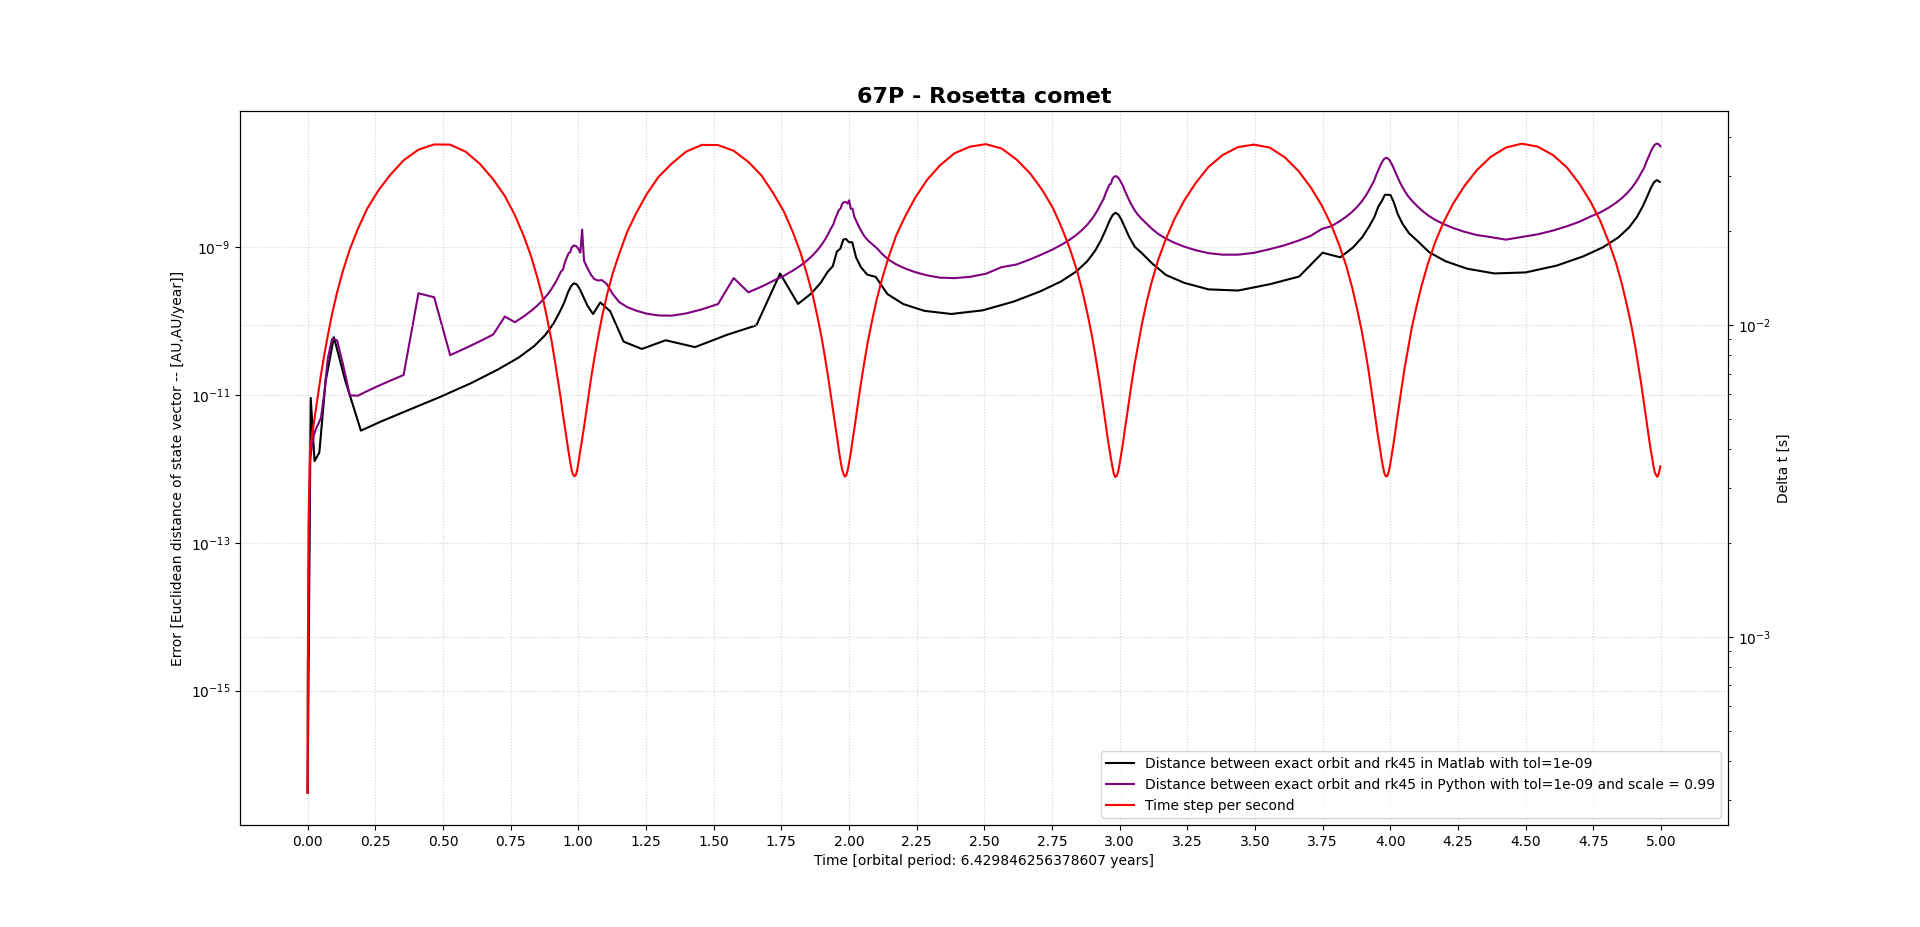 67P - Rosetta comet
Error [Euclidean distance of state vector -- [AU,AU/year]]
10⁻⁹
10⁻¹¹
10⁻¹³
10⁻¹⁵
10⁻²
10⁻³
Delta t [s]
Distance between exact orbit and rk45 in Matlab with tol=1e-09
Distance between exact orbit and rk45 in Python with tol=1e-09 and scale = 0.99
Time step per second
0.00 0.25 0.50 0.75 1.00 1.25 1.50 1.75 2.00 2.25 2.50 2.75 3.00 3.25 3.50 3.75 4.00 4.25 4.50 4.75 5.00
Time [orbital period: 6.429846256378607 years]